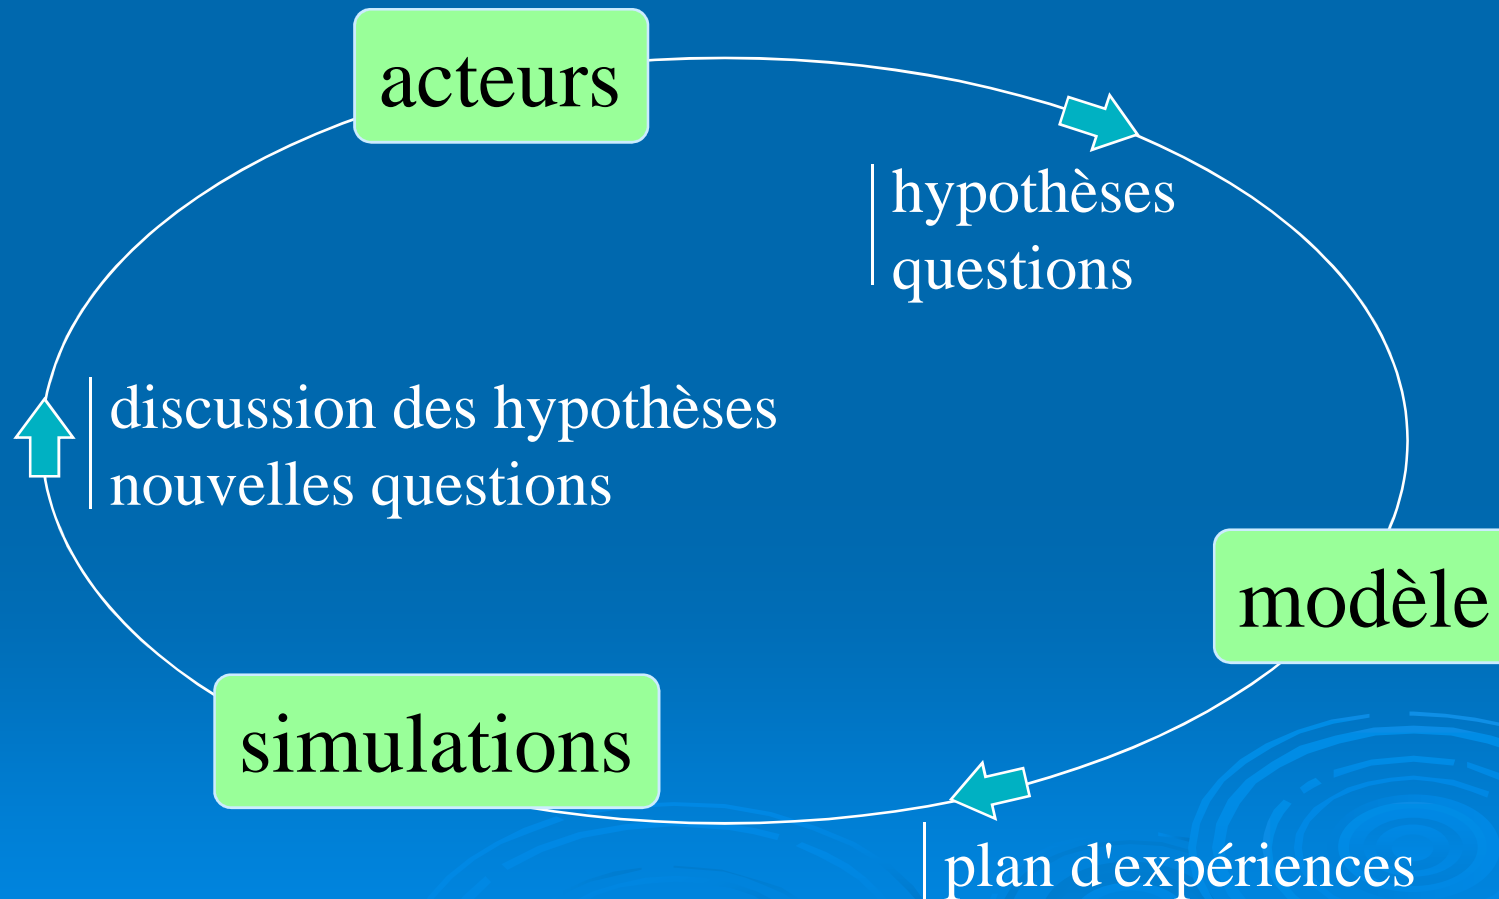 acteurs
hypothèses
questions
discussion des hypothèses
nouvelles questions
modèle
simulations
plan d'expériences